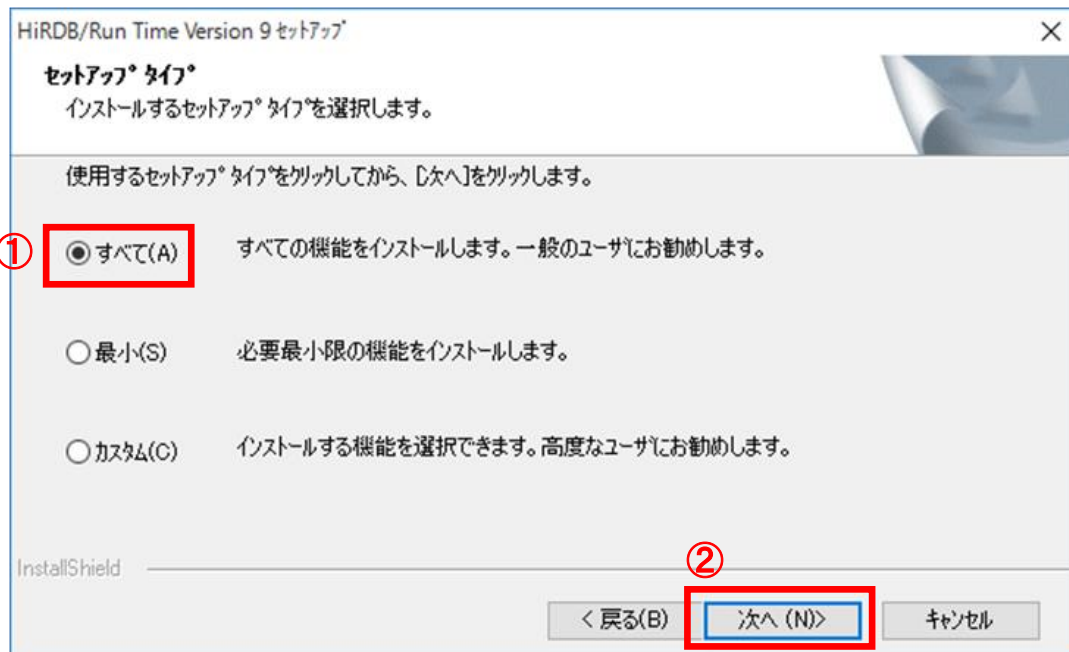 HiRDB/Run Time Version 9 セットアップ
セットアップ タイプ
インストールするセットアップ タイプを選択します。
使用するセットアップ タイプをクリックしてから、[次へ]をクリックします。
①
すべて(A) すべての機能をインストールします。一般のユーザにお勧めします。
最小(S) 必要最小限の機能をインストールします。
カスタム(C) インストールする機能を選択できます。高度なユーザにお勧めします。
InstallShield
②
< 戻る(B) 次へ (N)> キャンセル